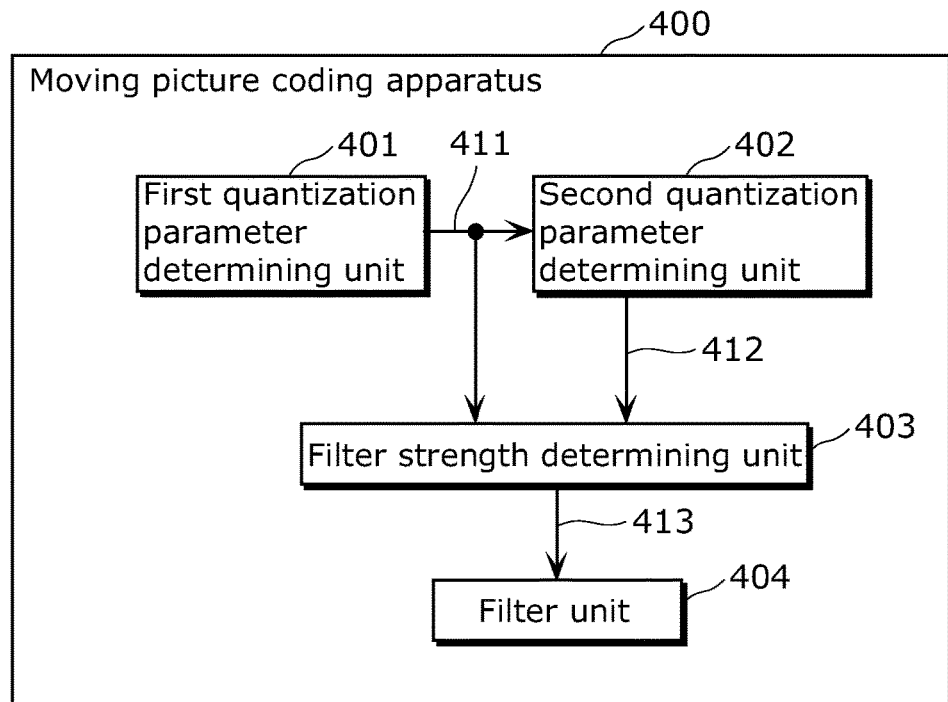 400
Moving picture coding apparatus
401
411
402
First quantization
parameter
determining unit
Second quantization
parameter
determining unit
412
403
Filter strength determining unit
413
404
Filter unit